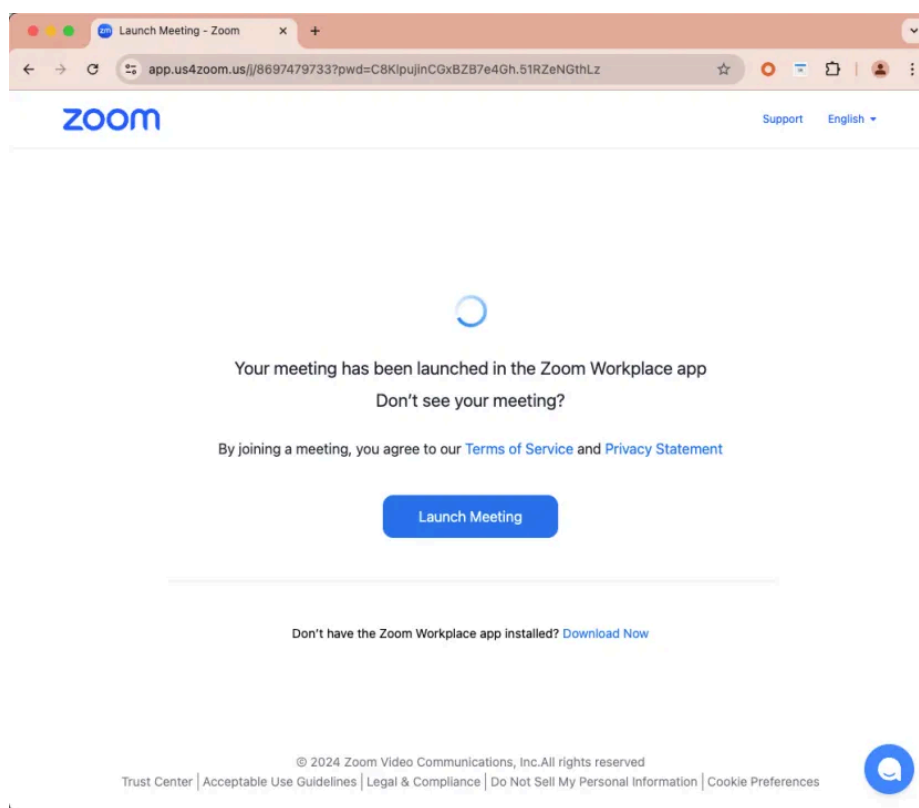 Launch Meeting - Zoom
app.us4zoom.us/j/8697479733?pwd=C8KlpujinCGxBZB7e4Gh.51RZeNGthLz
zoom
Support English
Your meeting has been launched in the Zoom Workplace app
Don't see your meeting?
By joining a meeting, you agree to our Terms of Service and Privacy Statement
Launch Meeting
Don't have the Zoom Workplace app installed? Download Now
© 2024 Zoom Video Communications, Inc.All rights reserved
Trust Center | Acceptable Use Guidelines | Legal & Compliance | Do Not Sell My Personal Information | Cookie Preferences